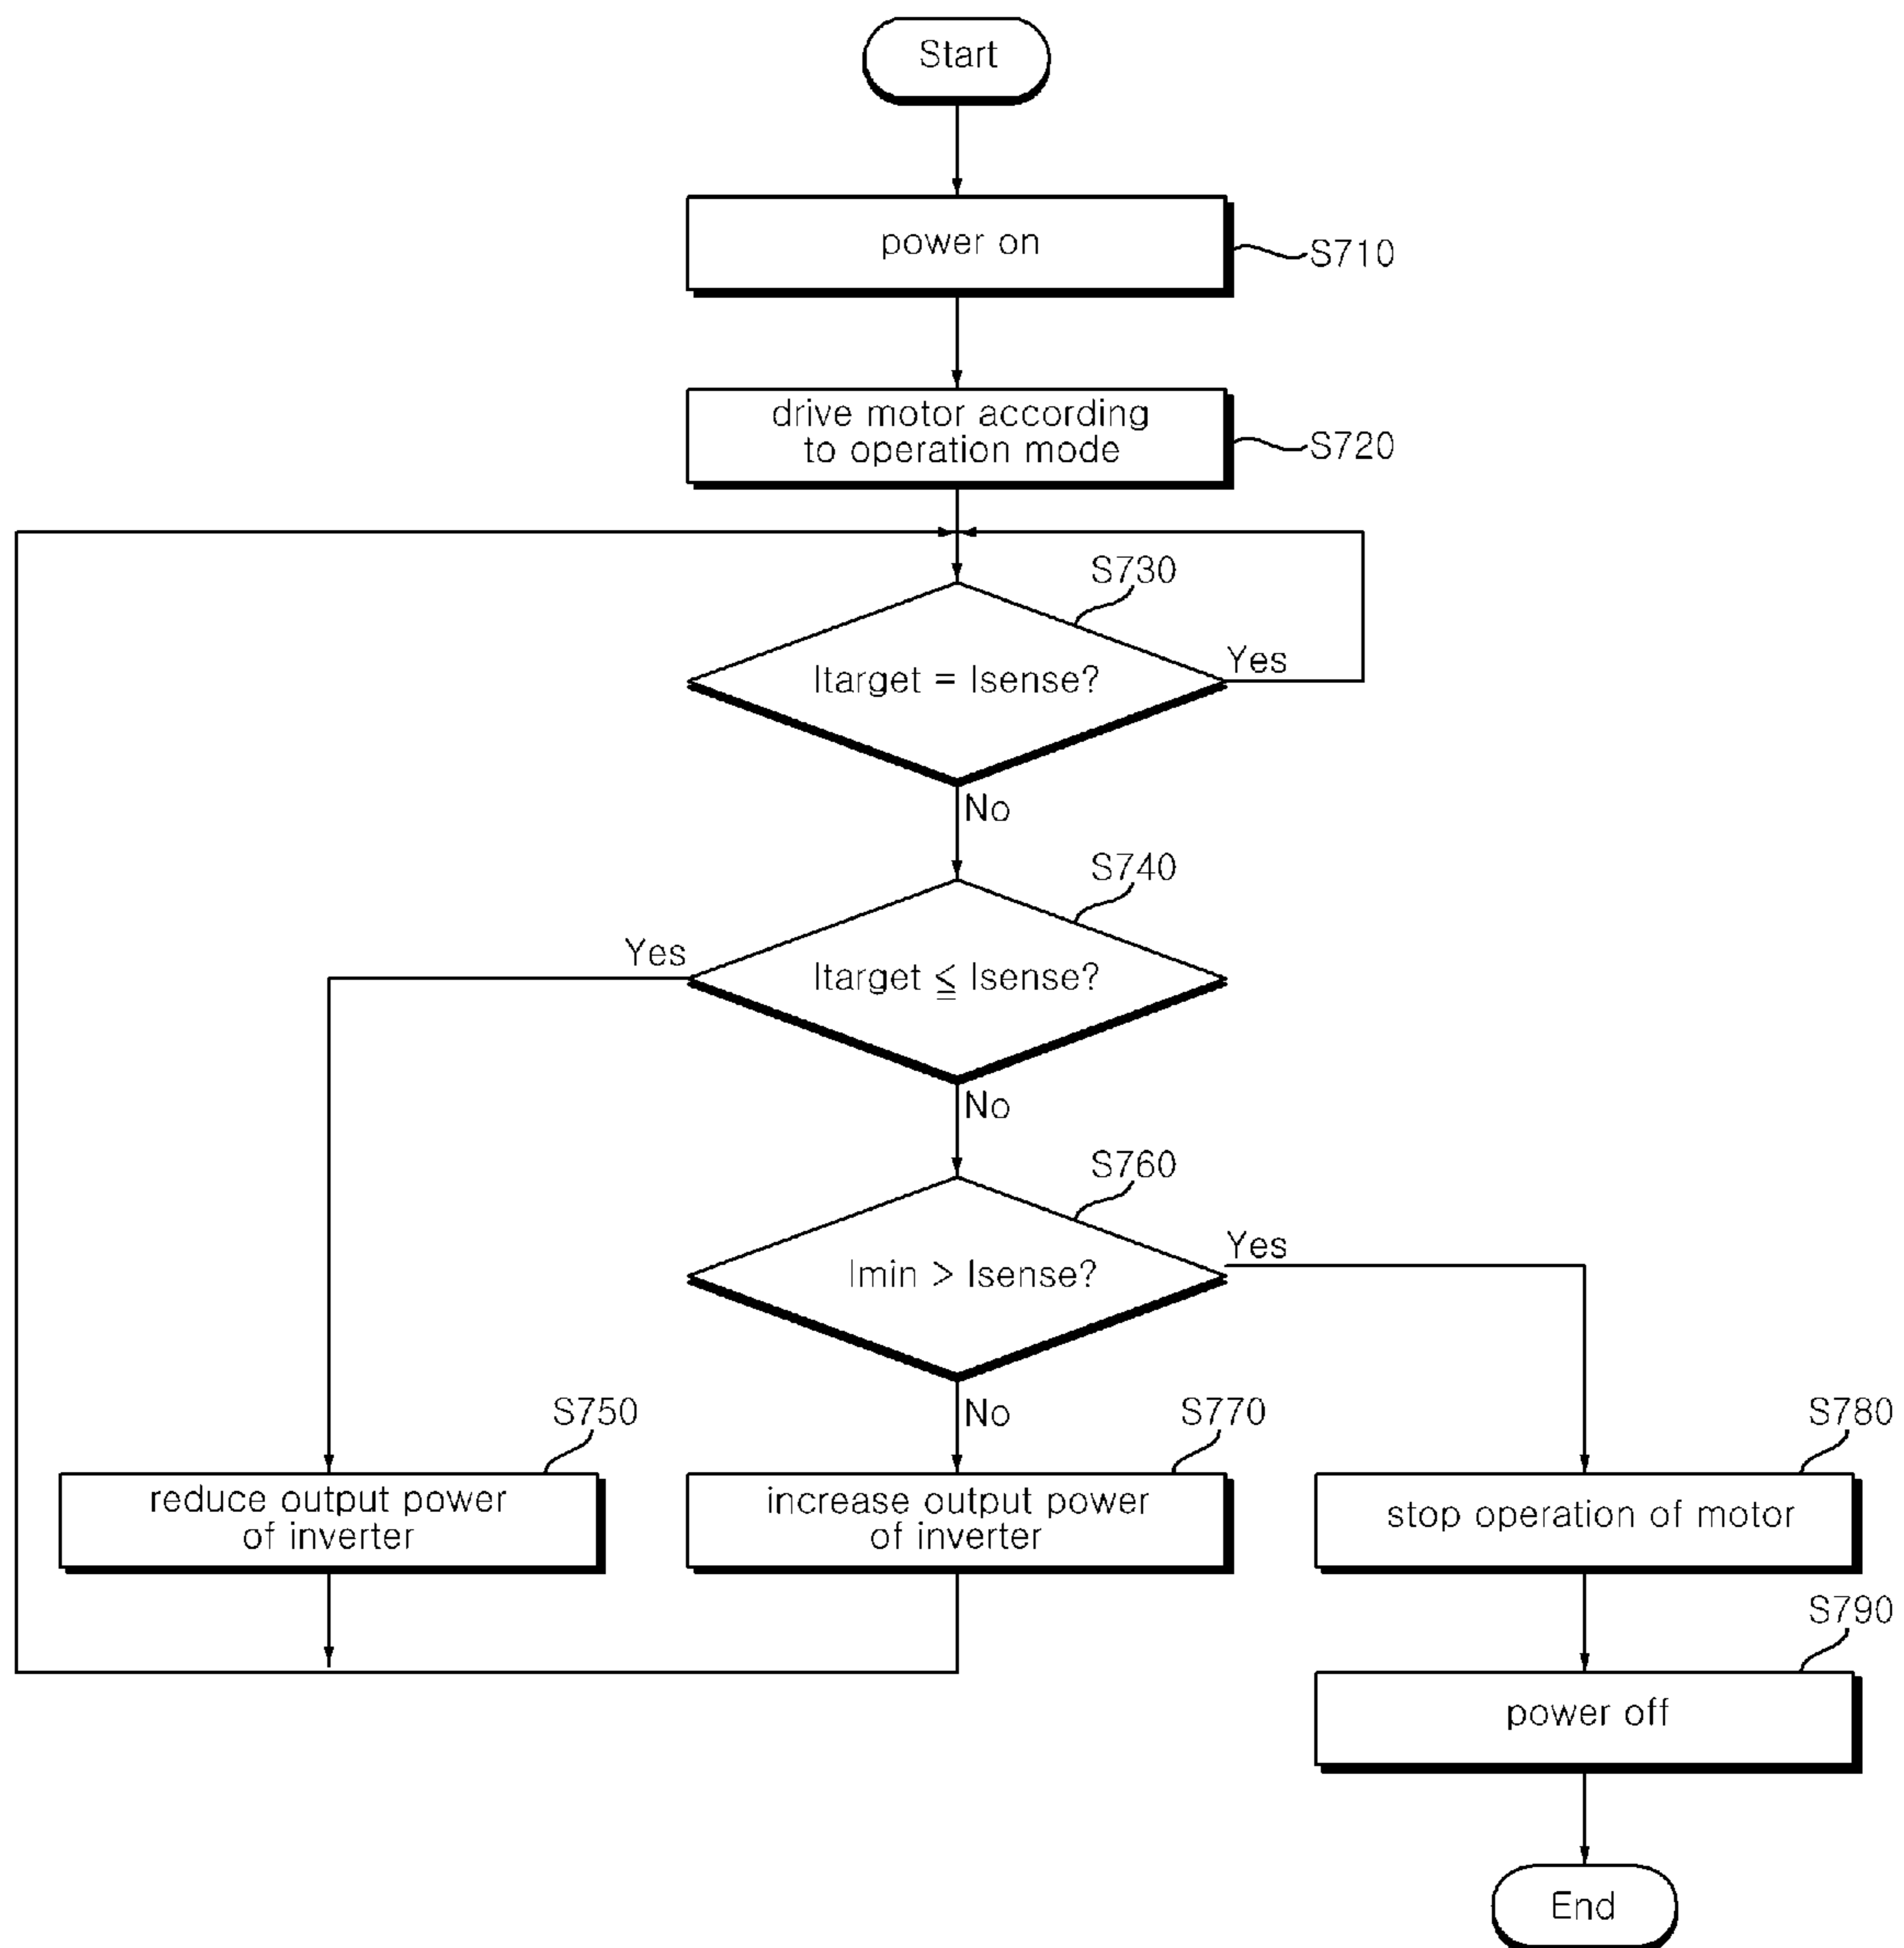 Start
power on
S710
drive motor according
to operation mode
S720
S730
Itarget = Isense?
Yes
No
S740
Yes
Itarget ≦ Isense?
No
S760
Imin > Isense?
Yes
No
S750
reduce output power
of inverter
S770
increase output power
of inverter
S780
stop operation of motor
S790
power off
End